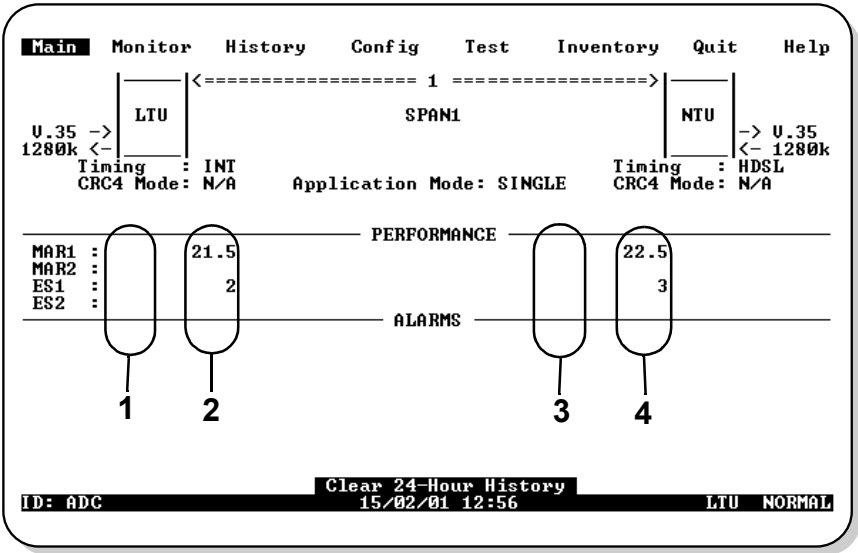 Main Monitor History Config Test Inventory Quit Help
<================== 1 ==================>
LTU SPAN1 NTU
V.35 -> -> V.35
1280k <- <- 1280k
Timing : INT Timing : HDSL
CRC4 Mode: N/A Application Mode: SINGLE CRC4 Mode: N/A
PERFORMANCE
MAR1 : 21.5 22.5
MAR2 :
ES1 : 2 3
ES2 :
ALARMS
1 2 3 4
Clear 24-Hour History
ID: ADC 15/02/01 12:56 LTU NORMAL